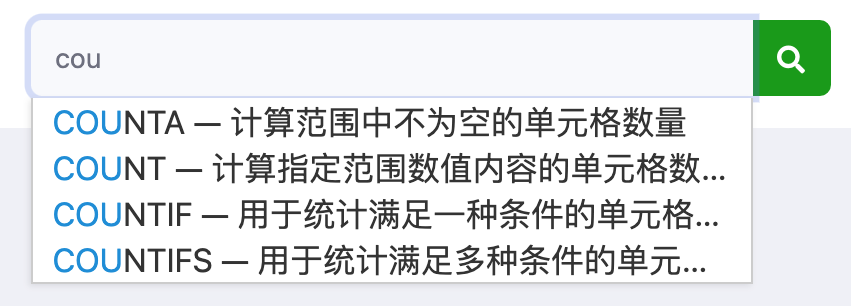 cou
COUNTA — 计算范围中不为空的单元格数量
COUNT — 计算指定范围数值内容的单元格数...
COUNTIF — 用于统计满足一种条件的单元格...
COUNTIFS — 用于统计满足多种条件的单元...